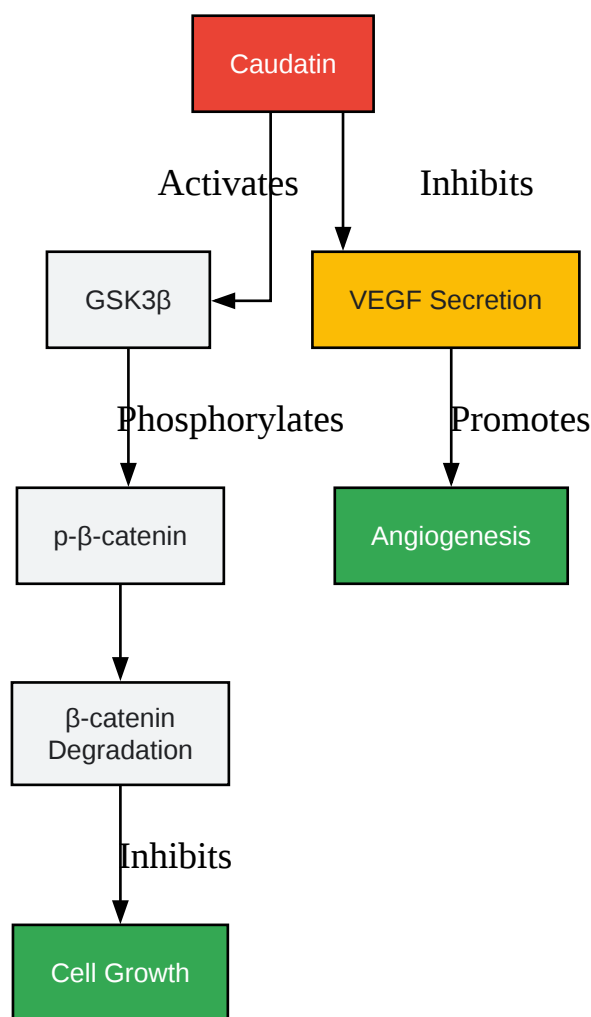 Caudatin
Activates
Inhibits
GSK3β
VEGF Secretion
Phosphorylates
Promotes
p-β-catenin
Angiogenesis
β-catenin
Degradation
Inhibits
Cell Growth